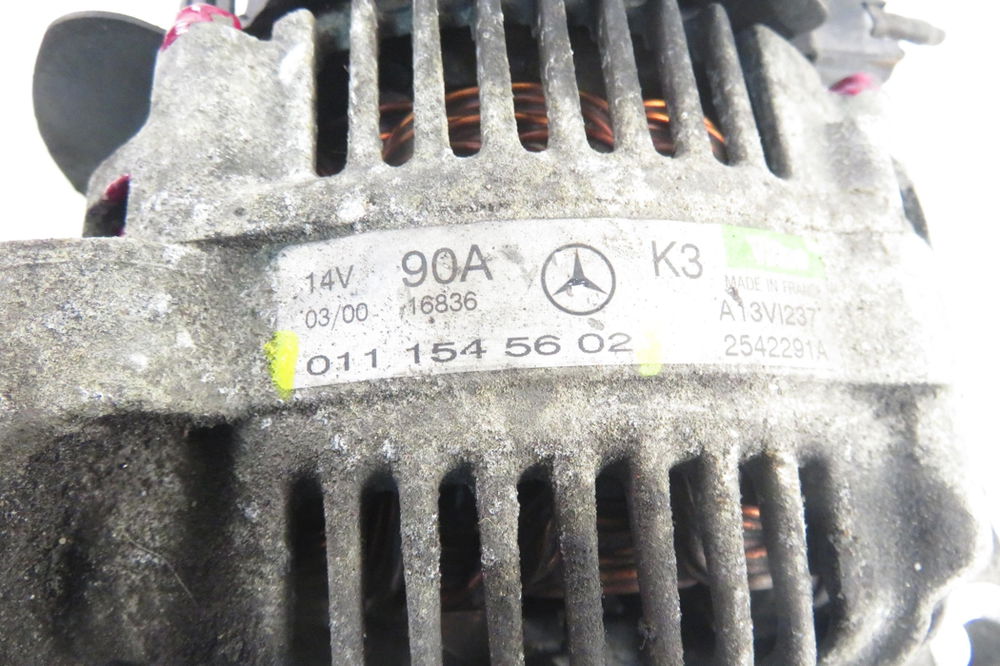 14V 90A K3
MADE IN FRANCE
03/00 16836 A13VI237
011 154 56 02 2542291A